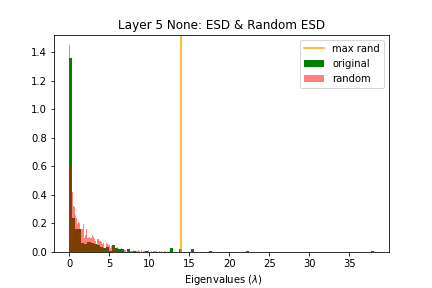 Layer 5 None: ESD & Random ESD
max rand
original
random
1.4
1.2
1.0
0.8
0.6
0.4
0.2
0.0
0 5 10 15 20 25 30 35
Eigenvalues (λ)